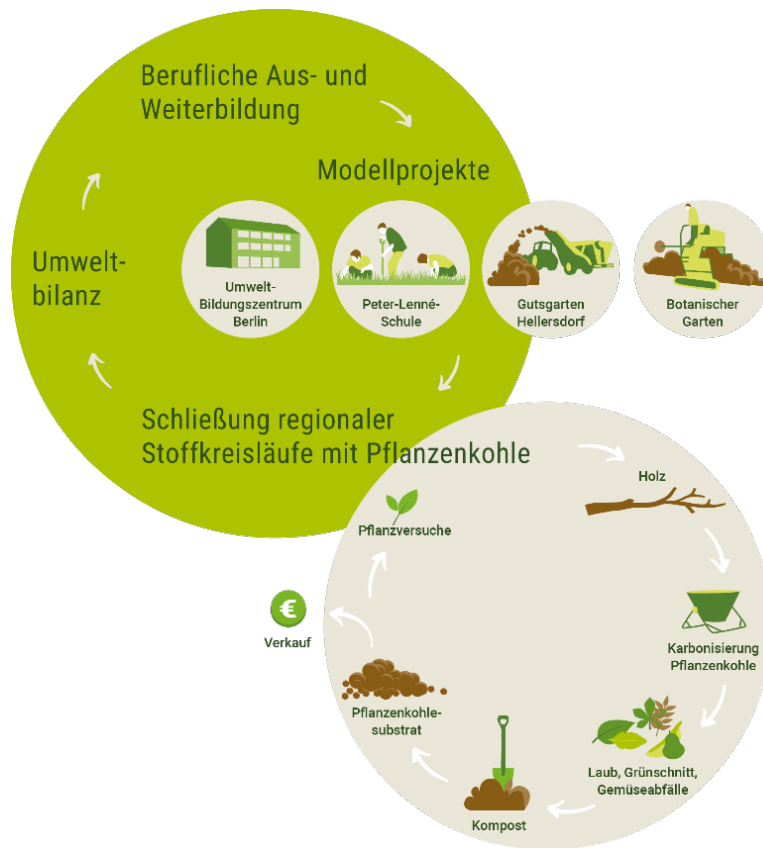 Berufliche Aus- und
Weiterbildung
Modellprojekte
Umwelt-
bilanz
Umwelt-
Bildungszentrum
Berlin
Peter-Lenné-
Schule
Gutsgarten
Hellersdorf
Botanischer
Garten
Schließung regionaler
Stoffkreisläufe mit Pflanzenkohle
Holz
Karbonisierung
Pflanzenkohle
Laub, Grünschnitt,
Gemüseabfälle
Kompost
Pflanzenkohle-
substrat
€
Verkauf
Pflanzversuche